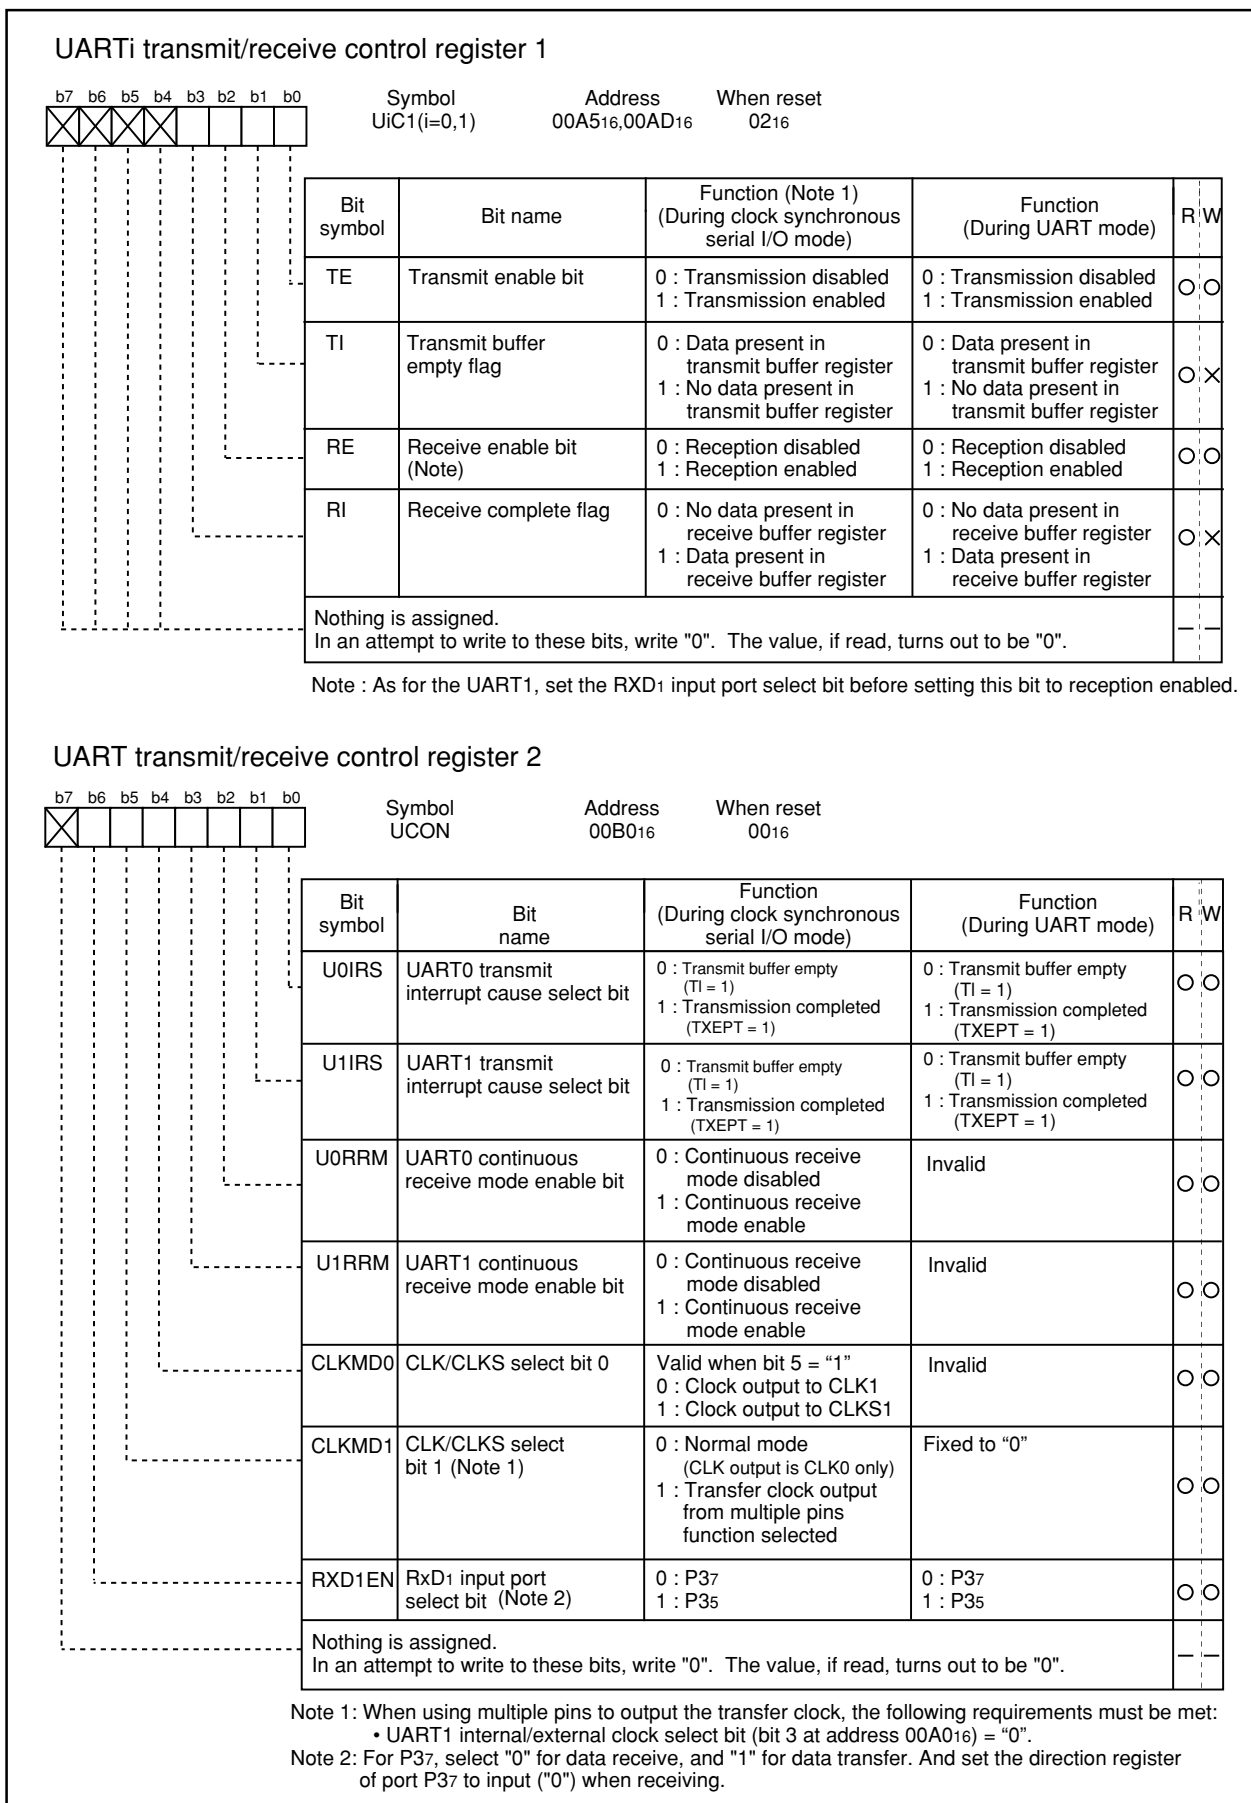 UARTi transmit/receive control register 1
b7 b6 b5 b4 b3 b2 b1 b0
Symbol Address When reset
UiC1(i=0,1) 00A516,00AD16 0216
Bit symbol Bit name Function (Note 1) (During clock synchronous serial I/O mode) Function (During UART mode) R W
TE Transmit enable bit 0 : Transmission disabled 0 : Transmission disabled
1 : Transmission enabled 1 : Transmission enabled
TI Transmit buffer 0 : Data present in 0 : Data present in
empty flag transmit buffer register transmit buffer register
1 : No data present in 1 : No data present in
transmit buffer register transmit buffer register
RE Receive enable bit 0 : Reception disabled 0 : Reception disabled
(Note) 1 : Reception enabled 1 : Reception enabled
RI Receive complete flag 0 : No data present in 0 : No data present in
receive buffer register receive buffer register
1 : Data present in 1 : Data present in
receive buffer register receive buffer register
Nothing is assigned.
In an attempt to write to these bits, write "0". The value, if read, turns out to be "0".
Note : As for the UART1, set the RXD1 input port select bit before setting this bit to reception enabled.
UART transmit/receive control register 2
b7 b6 b5 b4 b3 b2 b1 b0
Symbol Address When reset
UCON 00B016 0016
Bit symbol Bit name Function (During clock synchronous serial I/O mode) Function (During UART mode) R W
U0IRS UART0 transmit 0 : Transmit buffer empty 0 : Transmit buffer empty
interrupt cause select bit (TI = 1) (TI = 1)
1 : Transmission completed 1 : Transmission completed
(TXEPT = 1) (TXEPT = 1)
U1IRS UART1 transmit 0 : Transmit buffer empty 0 : Transmit buffer empty
interrupt cause select bit (TI = 1) (TI = 1)
1 : Transmission completed 1 : Transmission completed
(TXEPT = 1) (TXEPT = 1)
U0RRM UART0 continuous 0 : Continuous receive Invalid
receive mode enable bit mode disabled
1 : Continuous receive
mode enable
U1RRM UART1 continuous 0 : Continuous receive Invalid
receive mode enable bit mode disabled
1 : Continuous receive
mode enable
CLKMD0 CLK/CLKS select bit 0 Valid when bit 5 = “1” Invalid
0 : Clock output to CLK1
1 : Clock output to CLKS1
CLKMD1 CLK/CLKS select 0 : Normal mode Fixed to “0”
bit 1 (Note 1) (CLK output is CLK0 only)
1 : Transfer clock output
from multiple pins
function selected
RXD1EN RxD1 input port 0 : P37 0 : P37
select bit (Note 2) 1 : P35 1 : P35
Nothing is assigned.
In an attempt to write to these bits, write "0". The value, if read, turns out to be "0".
Note 1: When using multiple pins to output the transfer clock, the following requirements must be met:
• UART1 internal/external clock select bit (bit 3 at address 00A016) = “0”.
Note 2: For P37, select "0" for data receive, and "1" for data transfer. And set the direction register
of port P37 to input ("0") when receiving.